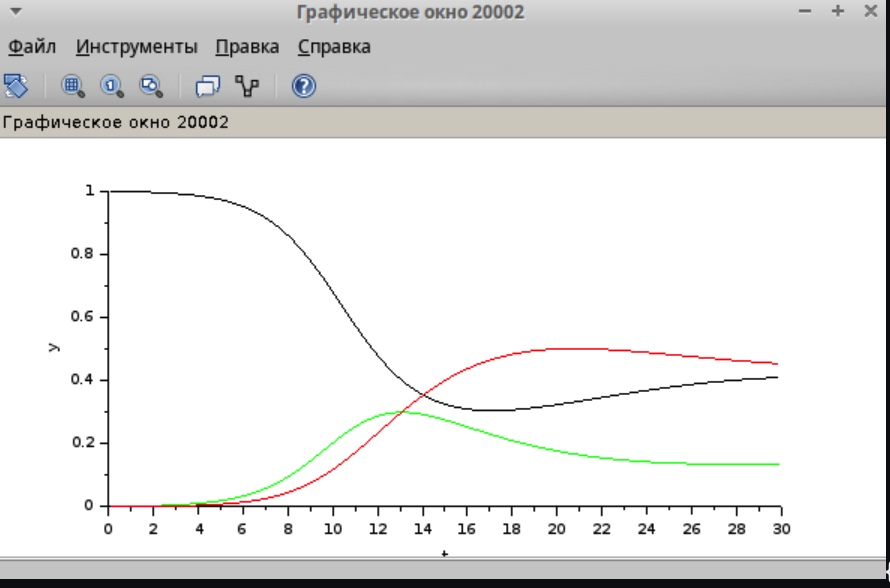 Графическое окно 20002
Файл Инструменты Правка Справка
Графическое окно 20002
1
0.8
0.6
y
0.4
0.2
0
0 2 4 6 8 10 12 14 16 18 20 22 24 26 28 30